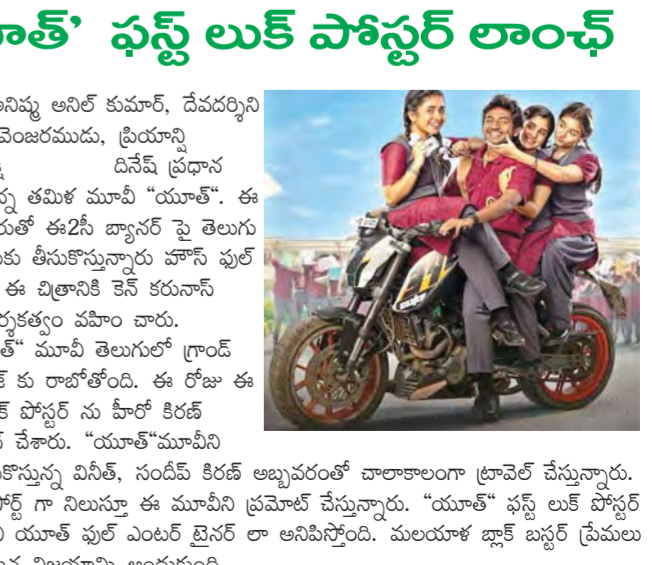 యూత్’ ఫస్ట్ లుక్ పోస్టర్ లాంఛ్
అనిష్మ అనిల్ కుమార్, దేవదర్శిని
వెంజరముడు, ప్రియాన్షి
దినేష్ ప్రధాన
న్న తమిళ మూవీ “యూత్“. ఈ
రుతో ఈ2సీ బ్యానర్ పై తెలుగు
కు తీసుకొస్తున్నారు హౌస్ ఫుల్
ఈ చిత్రానికి కెన్ కరునాస్
ర్శకత్వం వహిం చారు.
త్“ మూవీ తెలుగులో గ్రాండ్
జ్ కు రాబోతోంది. ఈ రోజు ఈ
క్ పోస్టర్ ను హీరో కిరణ్
చేశారు. “యూత్“మూవీని
కొస్తున్న వినీత్, సందీప్ కిరణ్ అబ్బవరంతో చాలాకాలంగా ట్రావెల్ చేస్తున్నారు.
పోర్ట్ గా నిలుస్తూ ఈ మూవీని ప్రమోట్ చేస్తున్నారు. “యూత్“ ఫస్ట్ లుక్ పోస్టర్
యూత్ ఫుల్ ఎంటర్ టైనర్ లా అనిపిస్తోంది. మలయాళ బ్లాక్ బస్టర్ ప్రేమలు